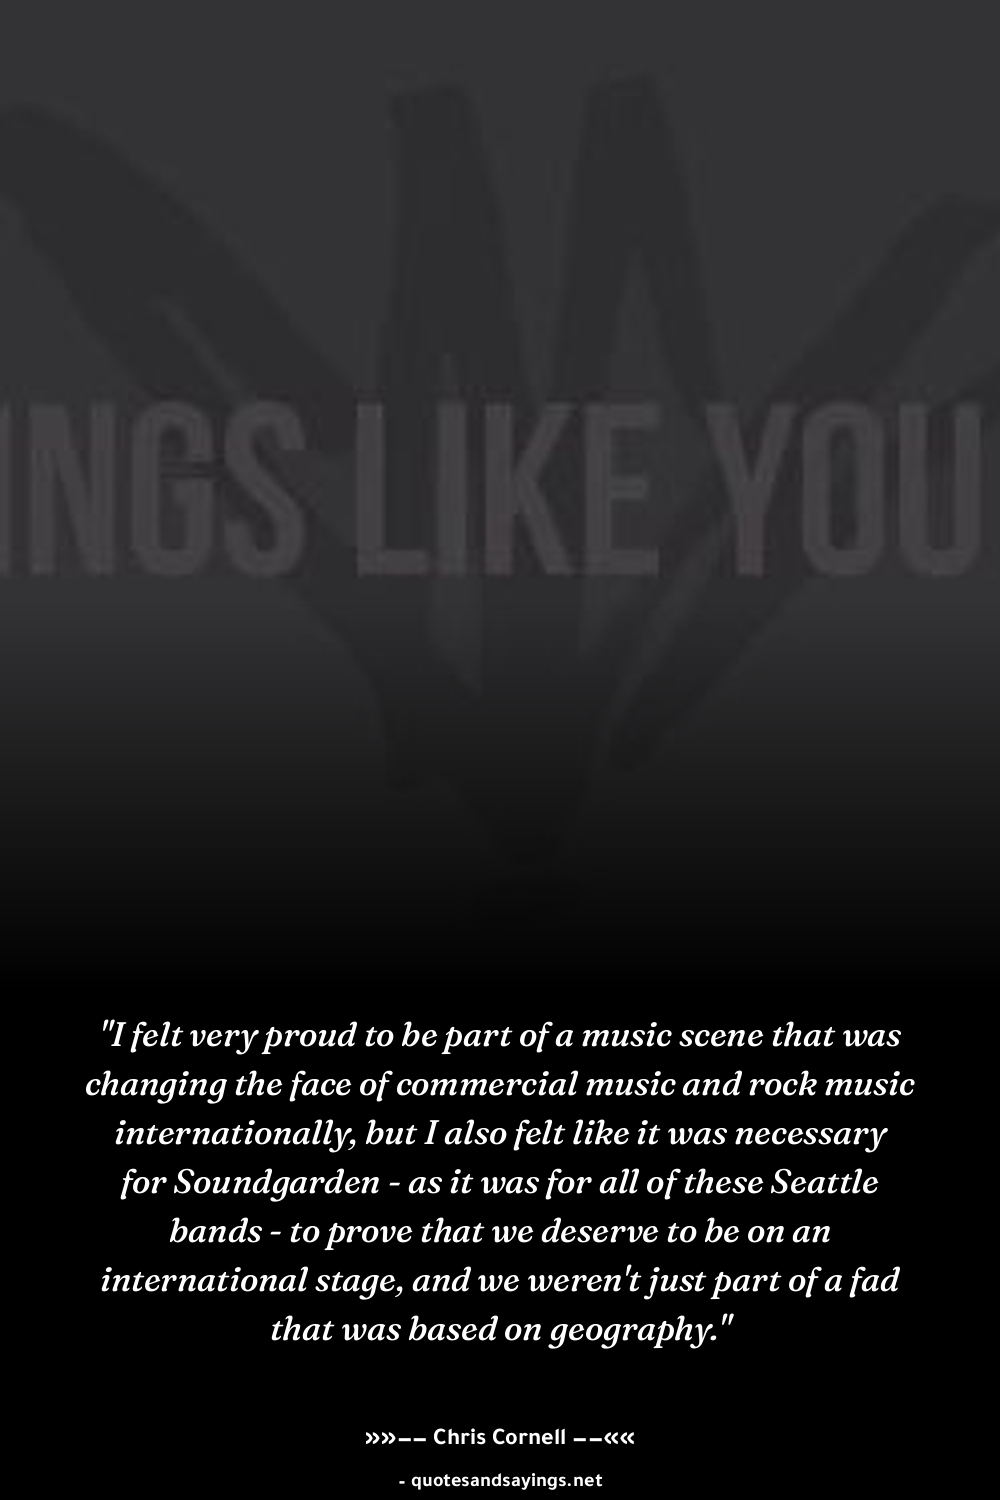 INGS LIKE YOU
"I felt very proud to be part of a music scene that was
changing the face of commercial music and rock music
internationally, but I also felt like it was necessary
for Soundgarden - as it was for all of these Seattle
bands - to prove that we deserve to be on an
international stage, and we weren't just part of a fad
that was based on geography."
»»−− Chris Cornell −−««
- quotesandsayings.net